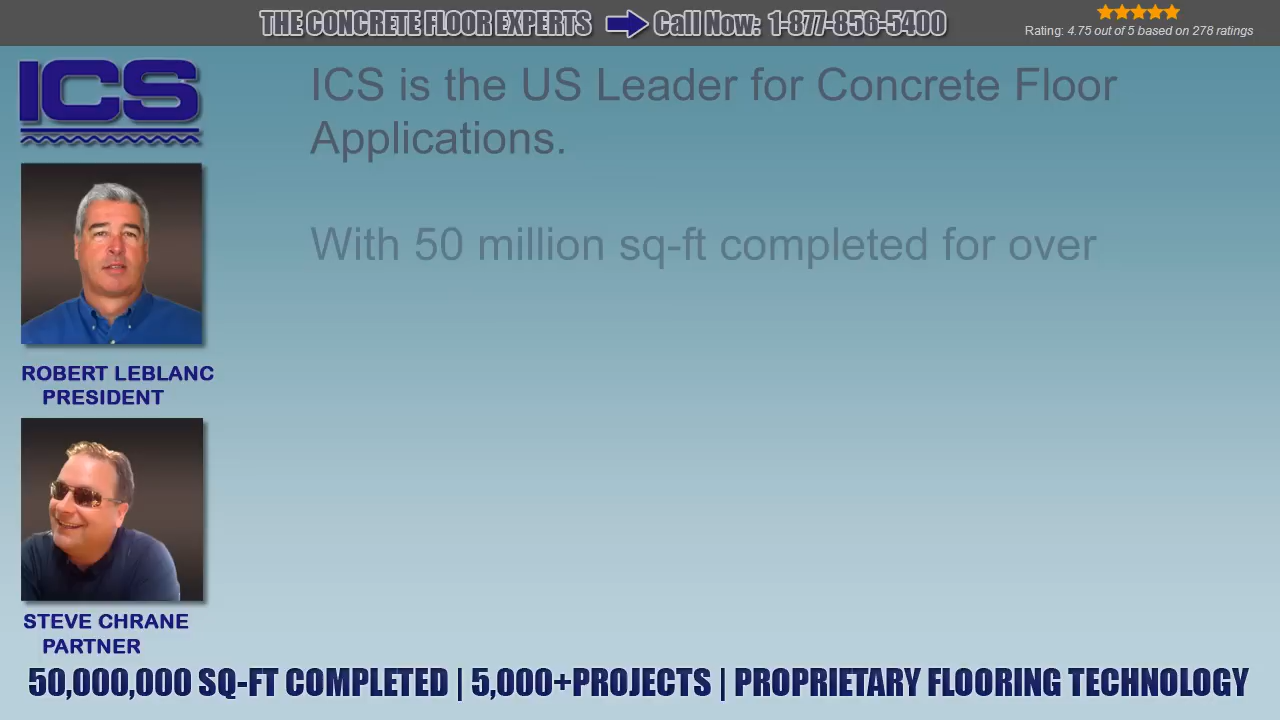 THE CONCRETE FLOOR EXPERTS Call Now: 1-877-856-5400
Rating: 4.75 out of 5 based on 278 ratings
ICS
ICS is the US Leader for Concrete Floor
Applications.
With 50 million sq-ft completed for over
ROBERT LEBLANC
PRESIDENT
STEVE CHRANE
PARTNER
50,000,000 SQ-FT COMPLETED | 5,000+PROJECTS | PROPRIETARY FLOORING TECHNOLOGY